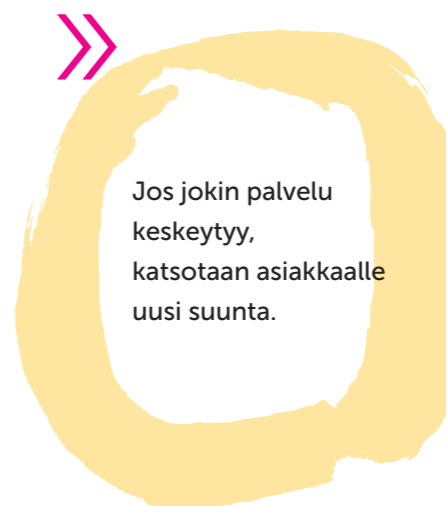 Jos jokin palvelu
keskeytyy,
katsotaan asiakkaalle
uusi suunta.